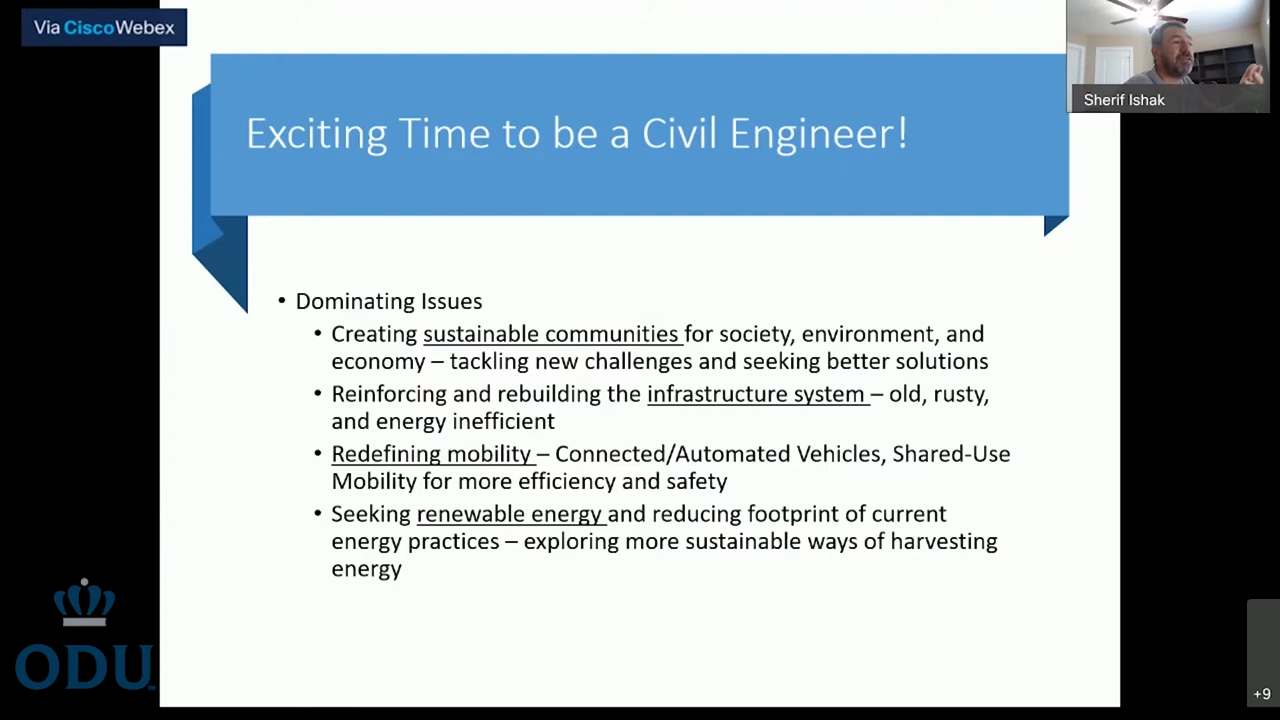 Via Cisco Webex
Sherif Ishak
Exciting Time to be a Civil Engineer!
• Dominating Issues
• Creating sustainable communities for society, environment, and
economy – tackling new challenges and seeking better solutions
• Reinforcing and rebuilding the infrastructure system – old, rusty,
and energy inefficient
• Redefining mobility – Connected/Automated Vehicles, Shared-Use
Mobility for more efficiency and safety
• Seeking renewable energy and reducing footprint of current
energy practices – exploring more sustainable ways of harvesting
energy
ODU
+9